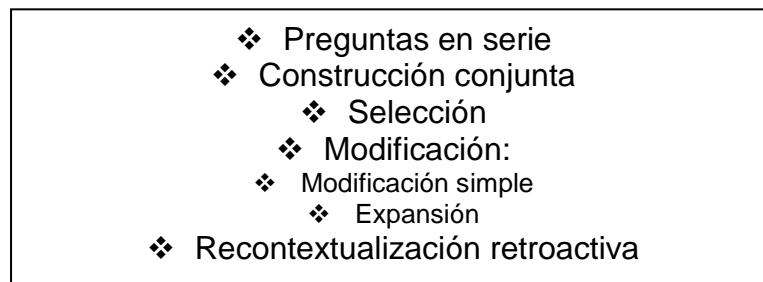 ❖ Preguntas en serie
❖ Construcción conjunta
❖ Selección
❖ Modificación:
❖ Modificación simple
❖ Expansión
❖ Recontextualización retroactiva